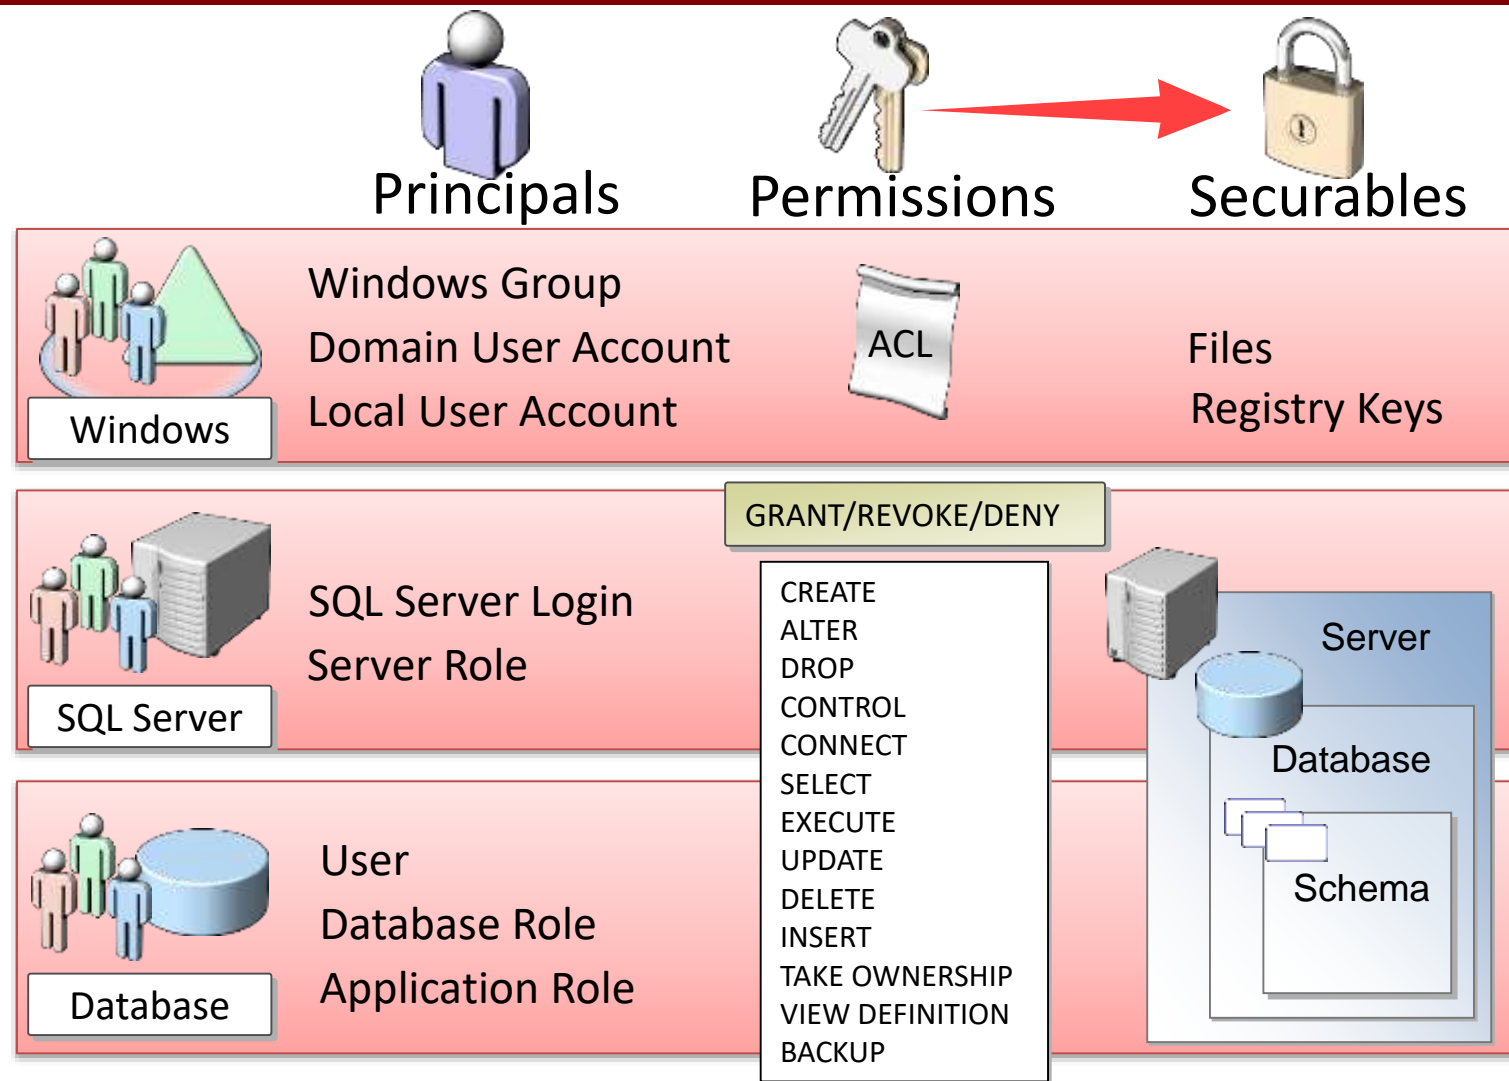 Principals
Permissions
Securables
Windows Group
Domain User Account
Local User Account
Windows
ACL
Files
Registry Keys
GRANT/REVOKE/DENY
SQL Server Login
Server Role
SQL Server
CREATE
ALTER
DROP
CONTROL
CONNECT
SELECT
EXECUTE
UPDATE
DELETE
INSERT
TAKE OWNERSHIP
VIEW DEFINITION
BACKUP
Server
Database
Schema
User
Database Role
Application Role
Database